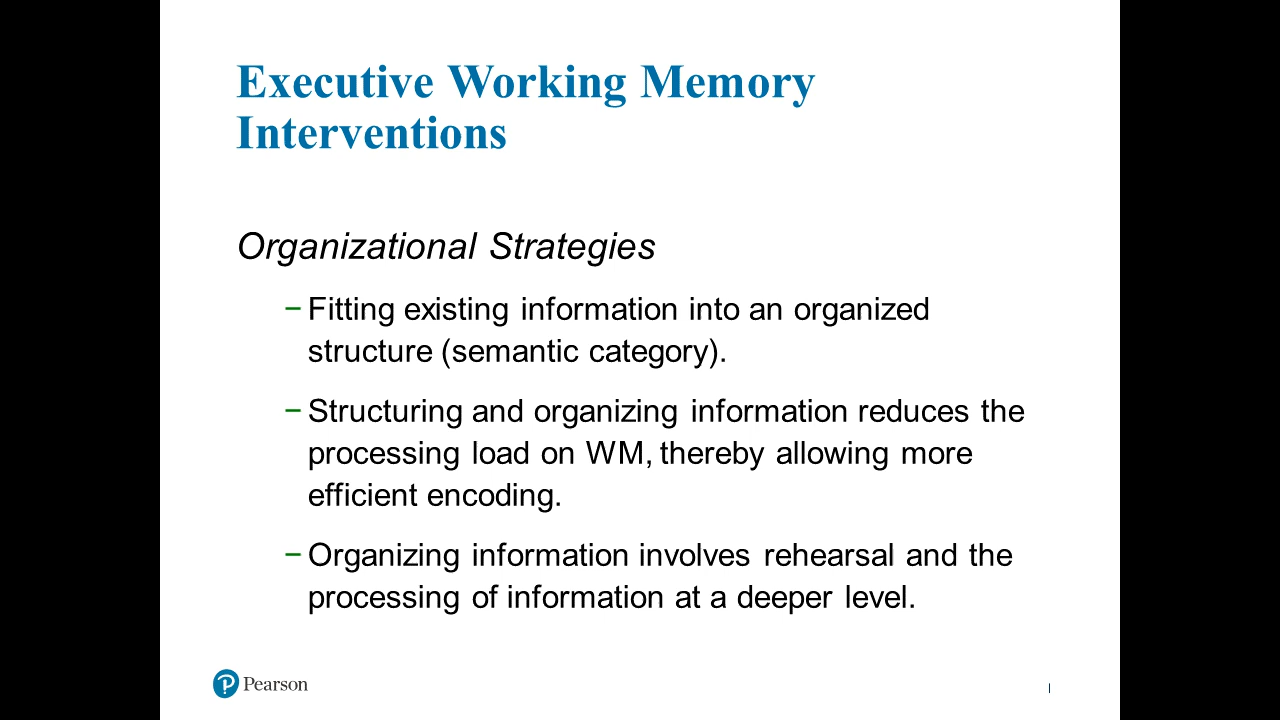 Executive Working Memory
Interventions
Organizational Strategies
− Fitting existing information into an organized
structure (semantic category).
− Structuring and organizing information reduces the
processing load on WM, thereby allowing more
efficient encoding.
− Organizing information involves rehearsal and the
processing of information at a deeper level.
Pearson